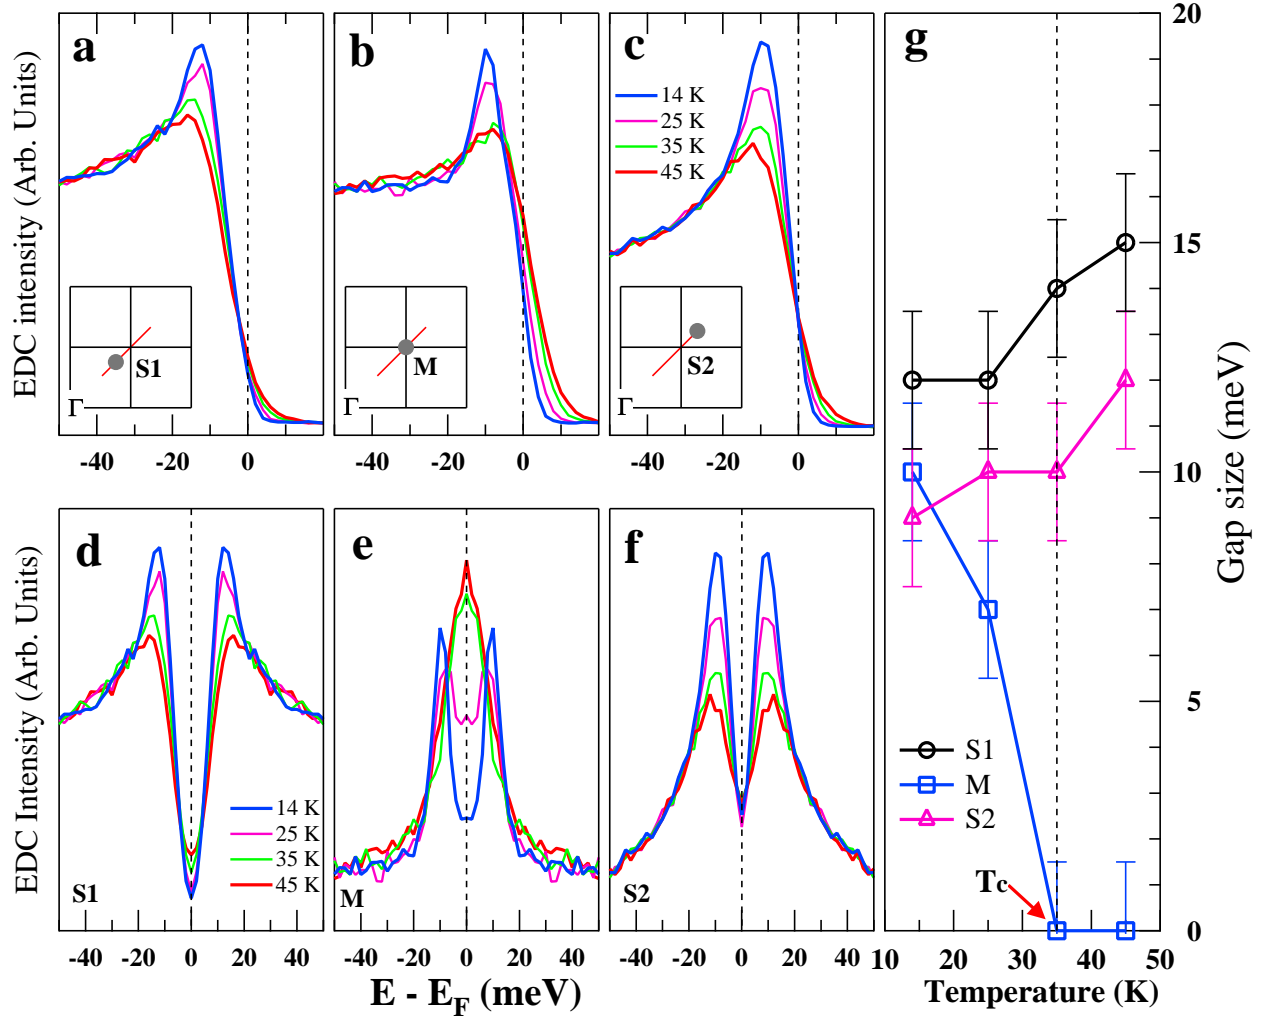 EDC intensity (Arb. Units)
a
S1
Γ
-40 -20 0
b
M
Γ
-40 -20 0
c
14 K
25 K
35 K
45 K
S2
Γ
-40 -20 0
EDC Intensity (Arb. Units)
d
14 K
25 K
35 K
45 K
S1
-40 -20 0 20 40
e
M
-40 -20 0 20 40
f
S2
-40 -20 0 20 40
E - EF (meV)
g
20
15
10
5
0
Gap size (meV)
S1
M
S2
Tc
10 20 30 40 50
Temperature (K)